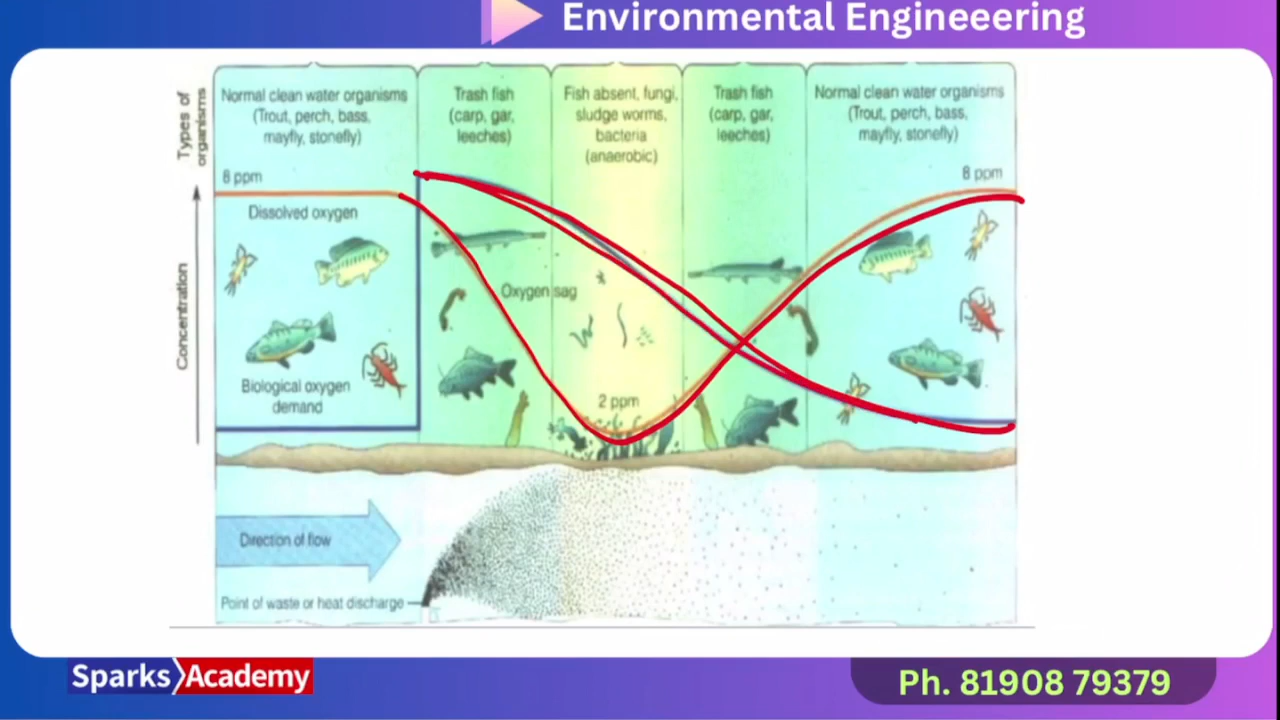 Environmental Engineeering
Types of
organisms
Normal clean water organisms
(Trout, perch, bass,
mayfly, stonefly)
Trash fish
(carp, gar,
leeches)
Fish absent, fungi,
sludge worms,
bacteria
(anaerobic)
Trash fish
(carp, gar,
leeches)
Normal clean water organisms
(Trout, perch, bass,
mayfly, stonefly)
8 ppm
8 ppm
Dissolved oxygen
Concentration
Oxygen sag
Biological oxygen
demand
2 ppm
Direction of flow
Point of waste or heat discharge
Sparks Academy
Ph. 81908 79379